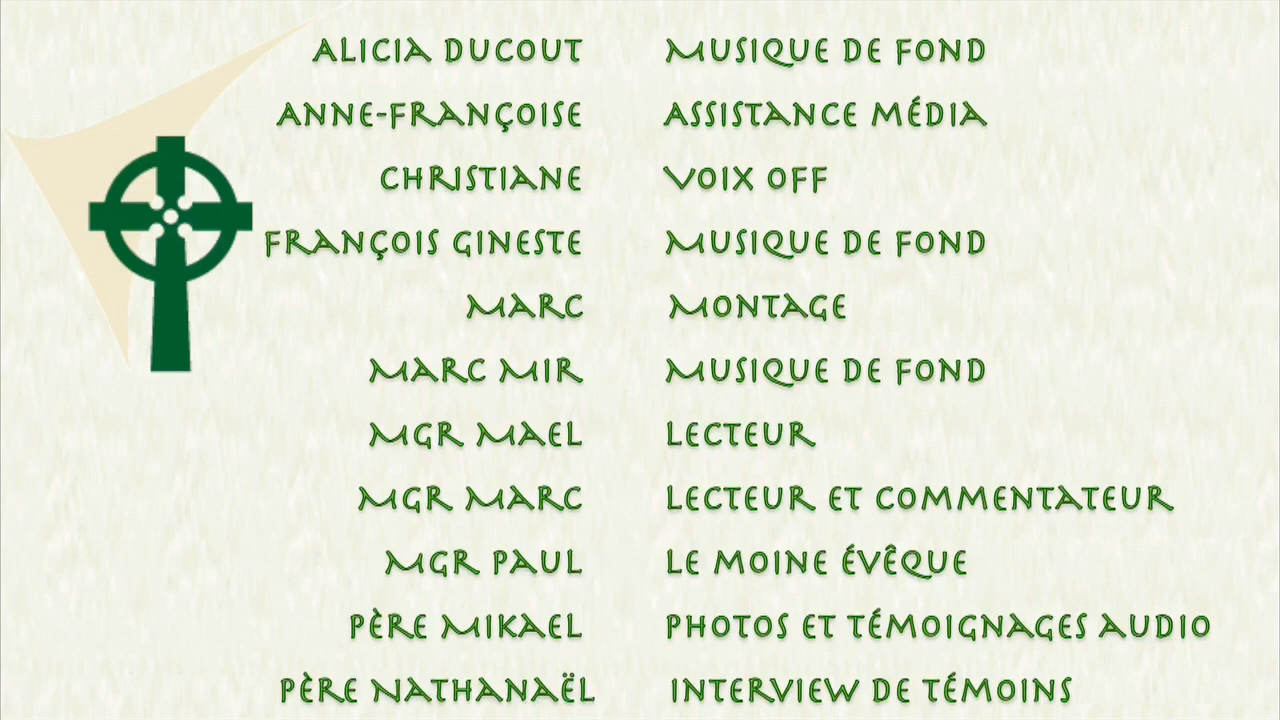 Alicia Ducout Musique de fond
Anne-Françoise Assistance média
Christiane Voix off
François Gineste Musique de fond
Marc Montage
Marc Mir Musique de fond
Mgr Mael Lecteur
Mgr Marc Lecteur et commentateur
Mgr Paul Le moine évêque
Père Mikael Photos et témoignages audio
Père Nathanaël Interview de témoins